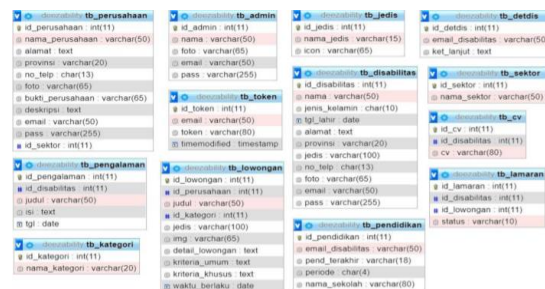 deezability tb_perusahaan
id_perusahaan : int(11)
nama_perusahaan : varchar(50)
alamat : text
provinsi : varchar(20)
no_telp : char(13)
foto : varchar(65)
bukti_perusahaan : varchar(65)
deskripsi : text
email : varchar(50)
pass : varchar(255)
id_sektor : int(11)
deezability tb_pengalaman
id_pengalaman : int(11)
id_disabilitas : int(11)
judul : varchar(50)
isi : text
tgl : date
deezability tb_kategori
id_kategori : int(11)
nama_kategori : varchar(20)
deezability tb_admin
id_admin : int(11)
nama : varchar(50)
foto : varchar(65)
email : varchar(50)
pass : varchar(255)
deezability tb_token
id_token : int(11)
email : varchar(50)
token : varchar(80)
timemodified : timestamp
deezability tb_lowongan
id_lowongan : int(11)
id_perusahaan : int(11)
judul : varchar(50)
id_kategori : int(11)
jedis : varchar(100)
img : varchar(65)
detail_lowongan : text
kriteria_umum : text
kriteria_khusus : text
waktu_berlaku : date
deezability tb_jedis
id_jedis : int(11)
nama_jedis : varchar(15)
icon : varchar(65)
deezability tb_disabilitas
id_disabilitas : int(11)
nama : varchar(50)
jenis_kelamin : char(10)
tgl_lahir : date
alamat : text
provinsi : varchar(20)
jedis : varchar(100)
no_telp : char(13)
foto : varchar(65)
email : varchar(50)
pass : varchar(255)
deezability tb_pendidikan
id_pendidikan : int(11)
email_disabilitas : varchar(50)
pend_terakhir : varchar(18)
periode : char(4)
nama_sekolah : varchar(80)
deezability tb_detdis
id_detdis : int(11)
email_disabilitas : varchar(50
ket_lanjut : text
deezability tb_sektor
id_sektor : int(11)
nama_sektor : varchar(50)
deezability tb_cv
id_cv : int(11)
id_disabilitas : int(11)
cv : varchar(80)
deezability tb_lamaran
id_lamaran : int(11)
id_disabilitas : int(11)
id_lowongan : int(11)
status : varchar(10)